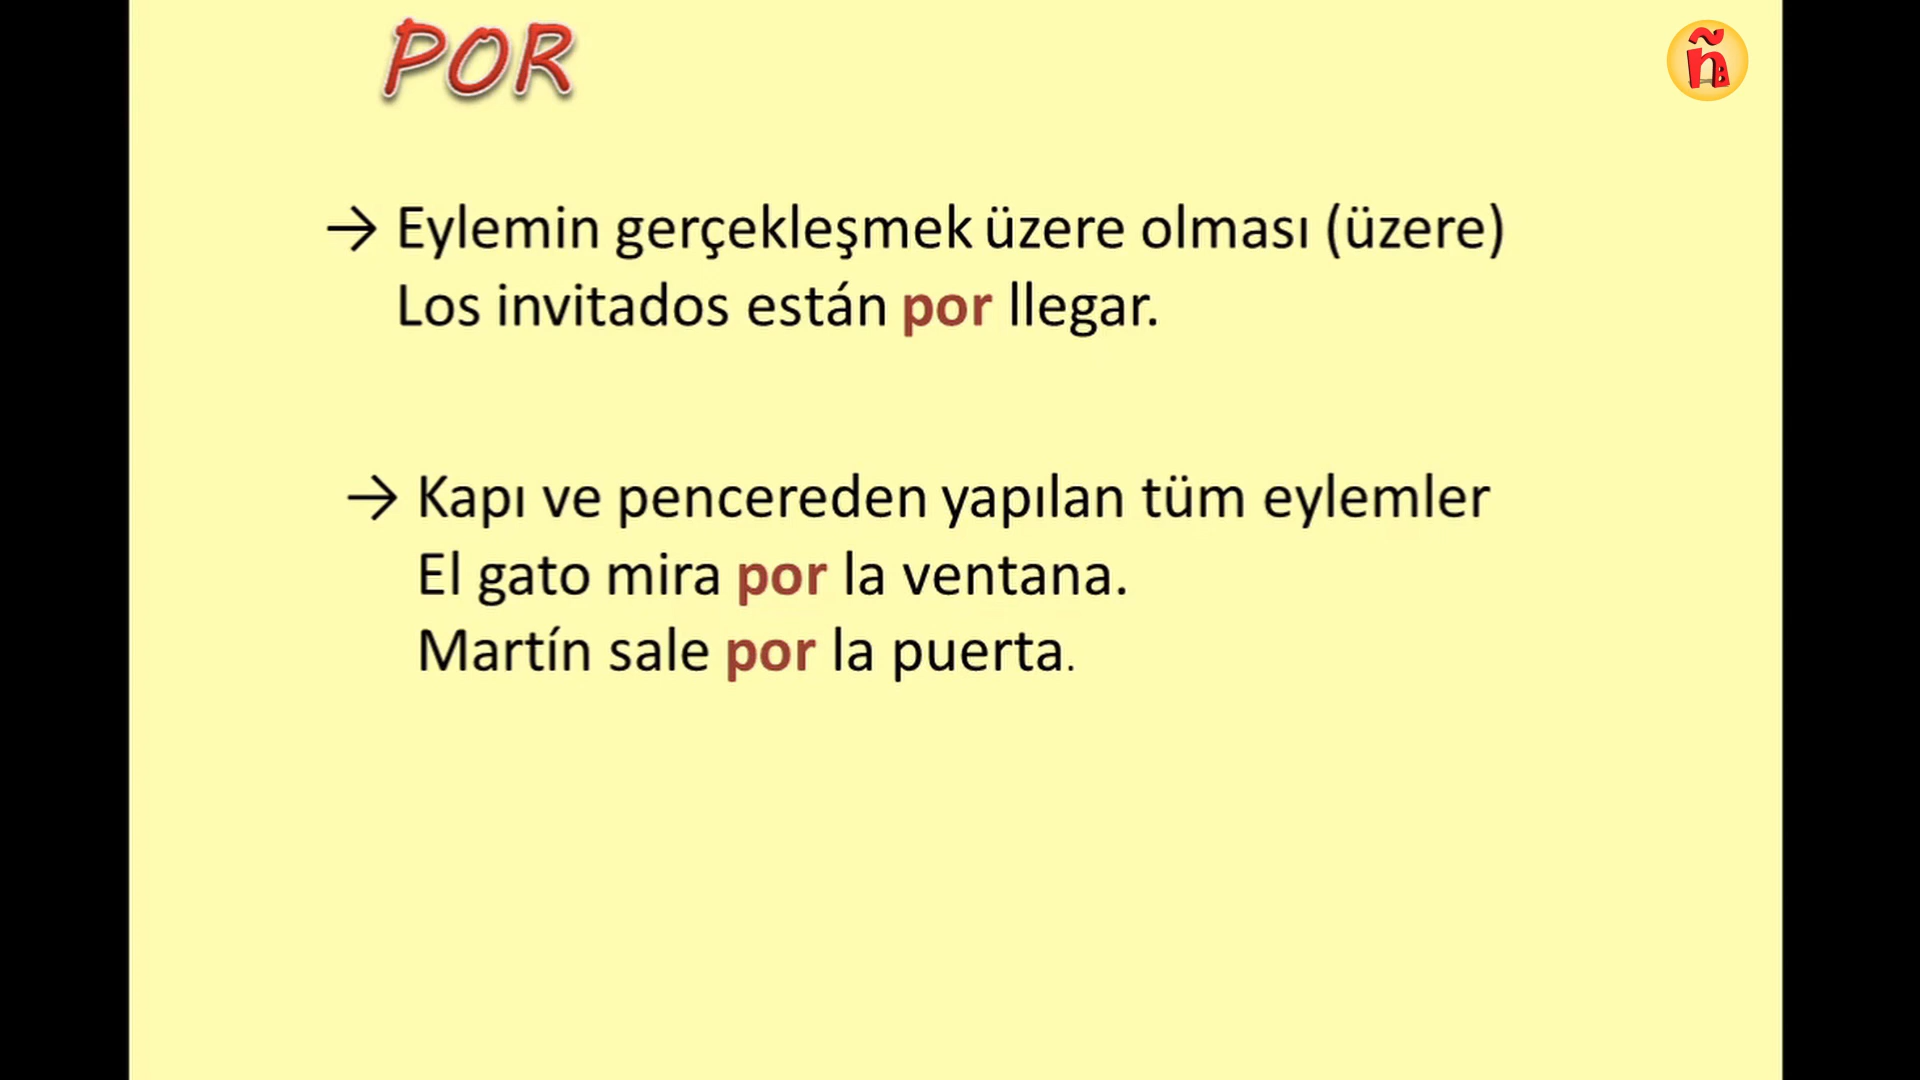 POR
ñ
→ Eylemin gerçekleşmek üzere olması (üzere)
Los invitados están por llegar.
→ Kapı ve pencereden yapılan tüm eylemler
El gato mira por la ventana.
Martín sale por la puerta.